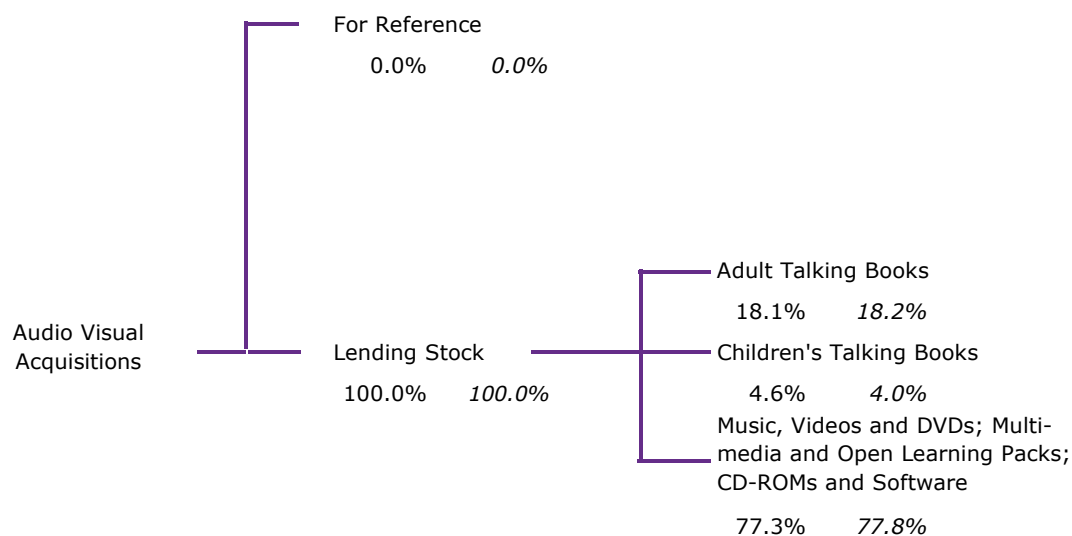 For Reference
0.0% 0.0%
Audio Visual
Acquisitions
Lending Stock
100.0% 100.0%
Adult Talking Books
18.1% 18.2%
Children's Talking Books
4.6% 4.0%
Music, Videos and DVDs; Multi-
media and Open Learning Packs;
CD-ROMs and Software
77.3% 77.8%